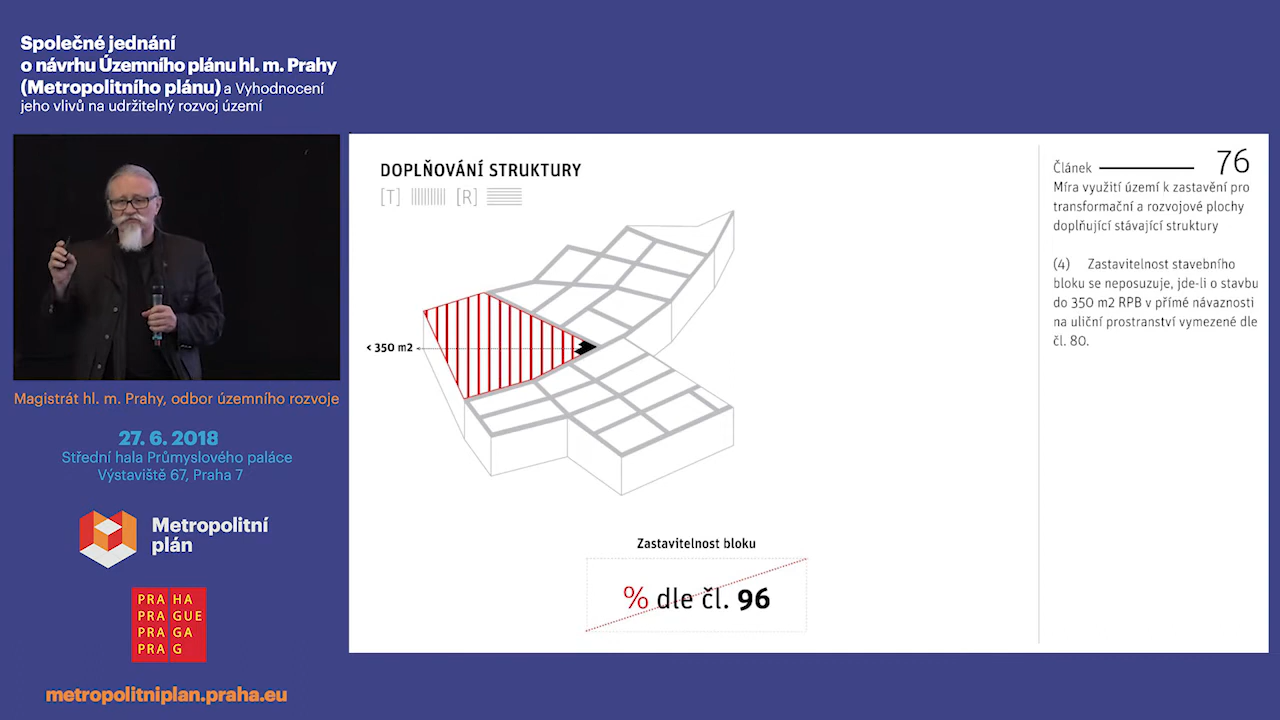 Společné jednání
o návrhu Územního plánu hl. m. Prahy
(Metropolitního plánu) a Vyhodnocení
jeho vlivů na udržitelný rozvoj území
Magistrát hl. m. Prahy, odbor územního rozvoje
27. 6. 2018
Střední hala Průmyslového paláce
Výstaviště 67, Praha 7
Metropolitní
plán
PRA HA
PRA GUE
PRA GA
PRA G
metropolitniplan.praha.eu
DOPLŇOVÁNÍ STRUKTURY
[T] [R]
< 350 m2
Zastavitelnost bloku
% dle čl. 96
Článek 76
Míra využití území k zastavění pro
transformační a rozvojové plochy
doplňující stávající struktury
(4) Zastavitelnost stavebního
bloku se neposuzuje, jde-li o stavbu
do 350 m2 RPB v přímé návaznosti
na uliční prostranství vymezené dle
čl. 80.